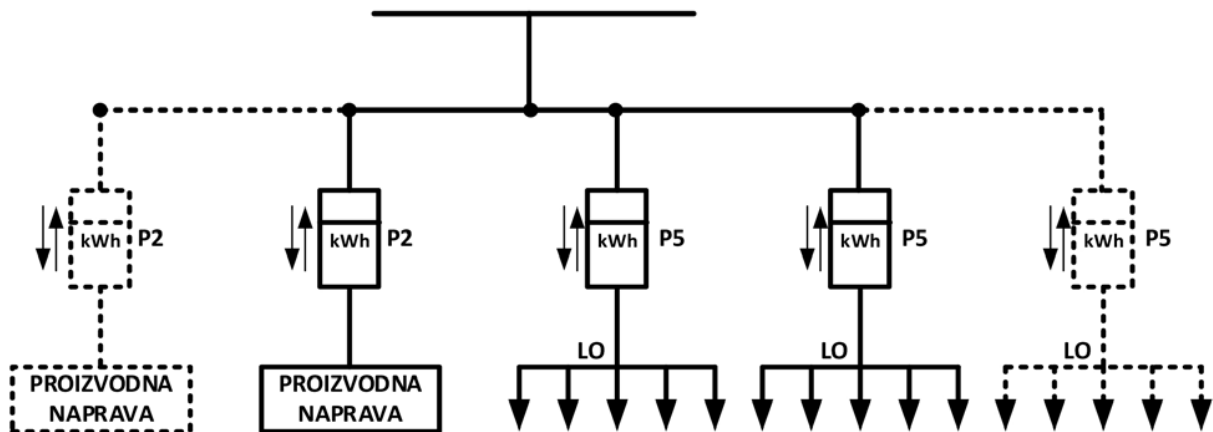 kWh P2
kWh P2
kWh P5
kWh P5
kWh P5
PROIZVODNA
NAPRAVA
PROIZVODNA
NAPRAVA
LO
LO
LO